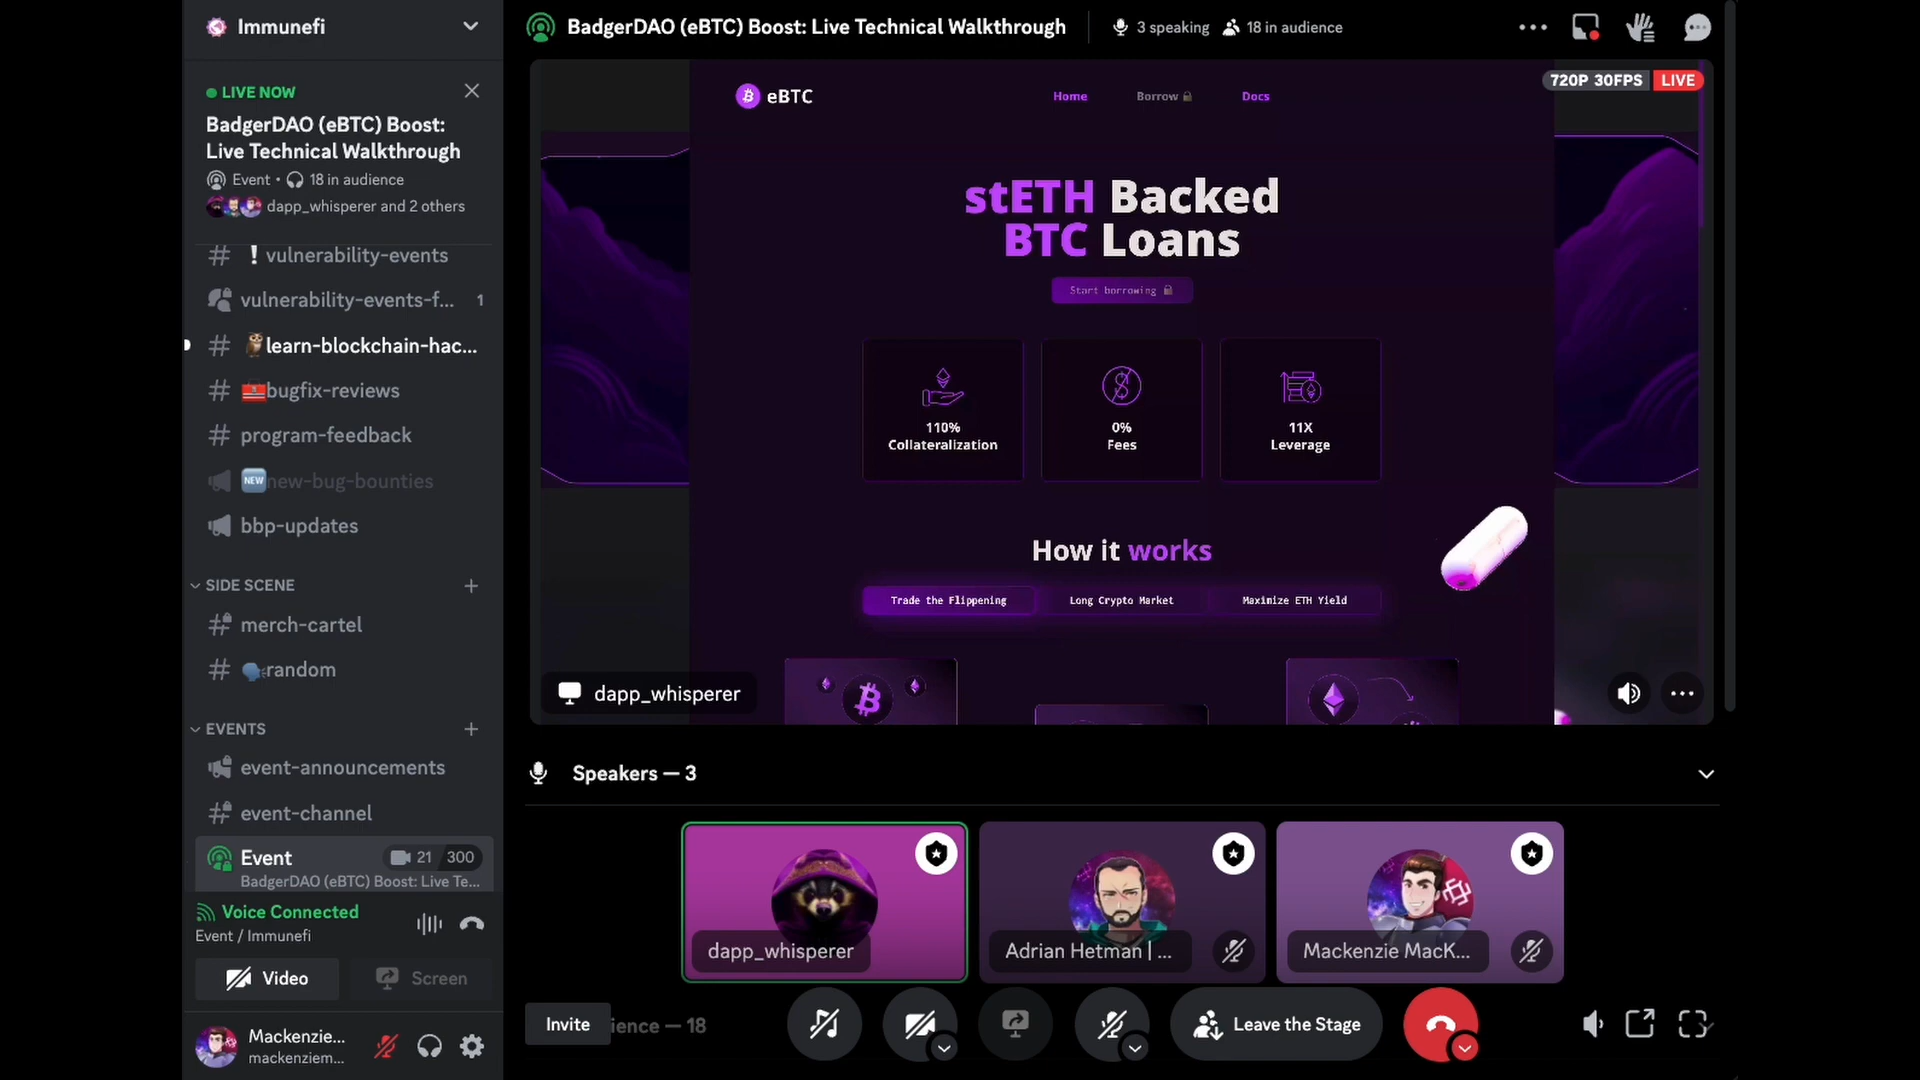 Immunefi
LIVE NOW
BadgerDAO (eBTC) Boost:
Live Technical Walkthrough
Event • 18 in audience
dapp_whisperer and 2 others
vulnerability-events
vulnerability-events-f... 1
learn-blockchain-hac...
bugfix-reviews
program-feedback
NEW new-bug-bounties
bbp-updates
SIDE SCENE
merch-cartel
random
EVENTS
event-announcements
event-channel
Event 21 300
BadgerDAO (eBTC) Boost: Live Te...
Voice Connected
Event / Immunefi
Video Screen
Mackenzie...
mackenziem...
BadgerDAO (eBTC) Boost: Live Technical Walkthrough
3 speaking 18 in audience
720P 30FPS LIVE
eBTC
Home Borrow Docs
stETH Backed
BTC Loans
Start borrowing
110%
Collateralization
0%
Fees
11X
Leverage
How it works
Trade the Flippening Long Crypto Market Maximize ETH Yield
dapp_whisperer
Speakers — 3
dapp_whisperer
Adrian Hetman | ...
Mackenzie MacK...
Invite
ience — 18
Leave the Stage